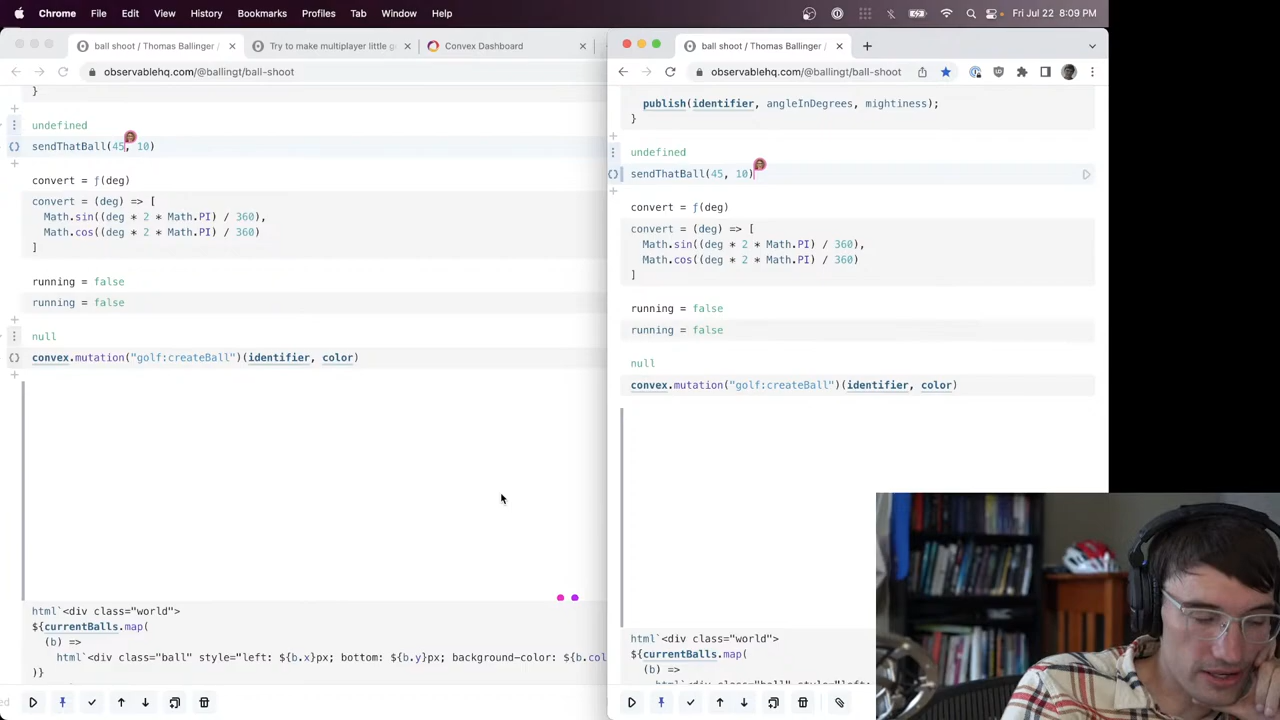 Chrome File Edit View History Bookmarks Profiles Tab Window Help Fri Jul 22 8:09 PM
ball shoot / Thomas Ballinger / Try to make multiplayer little g Convex Dashboard
observablehq.com/@ballingt/ball-shoot
}
undefined
sendThatBall(45, 10)
convert = ƒ(deg)
convert = (deg) => [
Math.sin((deg * 2 * Math.PI) / 360),
Math.cos((deg * 2 * Math.PI) / 360)
]
running = false
running = false
null
convex.mutation("golf:createBall")(identifier, color)
html`<div class="world">
${currentBalls.map(
(b) =>
html`<div class="ball" style="left: ${b.x}px; bottom: ${b.y}px; background-color: ${b.col
)}
ball shoot / Thomas Ballinger /
observablehq.com/@ballingt/ball-shoot
publish(identifier, angleInDegrees, mightiness);
}
undefined
sendThatBall(45, 10)
convert = ƒ(deg)
convert = (deg) => [
Math.sin((deg * 2 * Math.PI) / 360),
Math.cos((deg * 2 * Math.PI) / 360)
]
running = false
running = false
null
convex.mutation("golf:createBall")(identifier, color)
html`<div class="world">
${currentBalls.map(
(b) =>